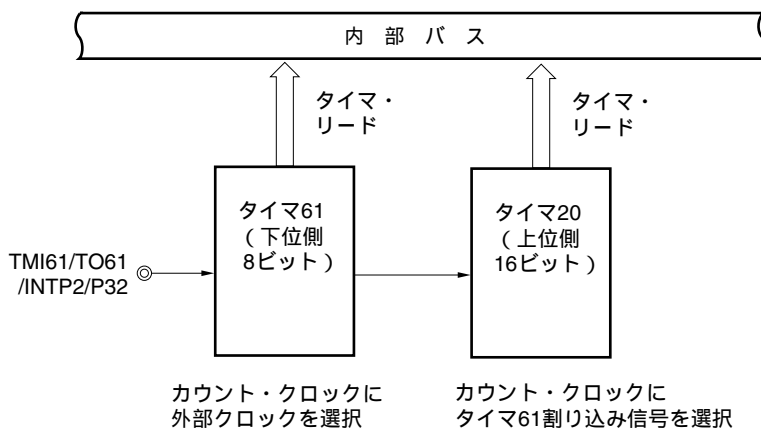 内 部 バ ス
タイマ・
リード
タイマ・
リード
タイマ61
（下位側
8ビット）
タイマ20
（上位側
16ビット）
TMI61/TO61
/INTP2/P32
カウント・クロックに
外部クロックを選択
カウント・クロックに
タイマ61割り込み信号を選択